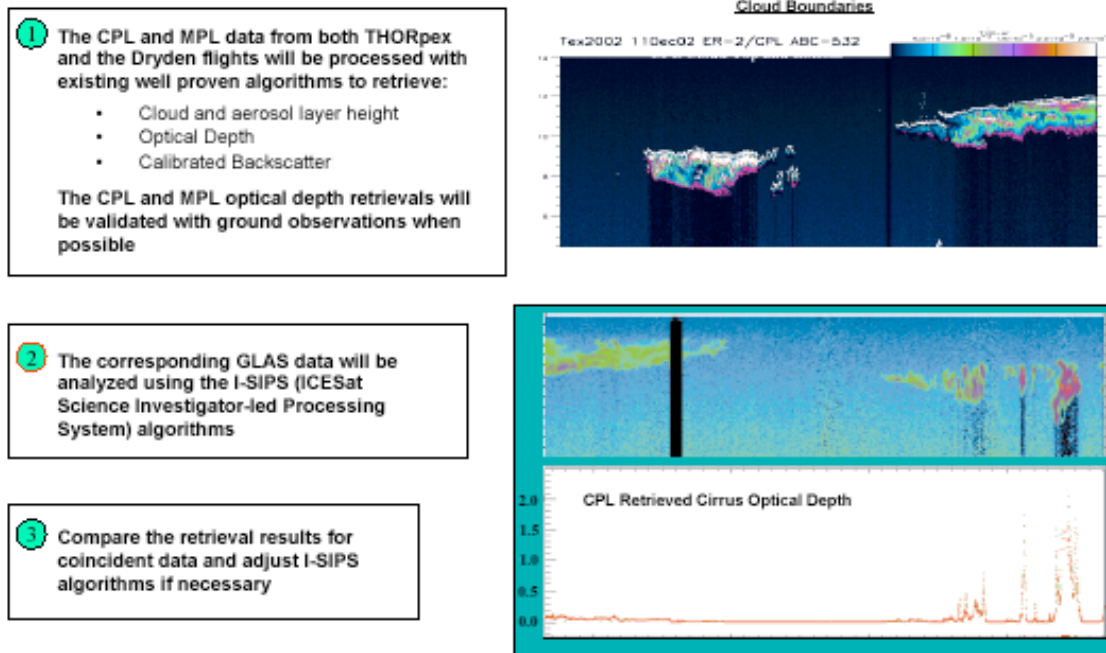 1
The CPL and MPL data from both THORpex
and the Dryden flights will be processed with
existing well proven algorithms to retrieve:
• Cloud and aerosol layer height
• Optical Depth
• Calibrated Backscatter
The CPL and MPL optical depth retrievals will
be validated with ground observations when
possible
Cloud Boundaries
Tex2002 110ec02 ER-2/CPL ABC-532
2
The corresponding GLAS data will be
analyzed using the I-SIPS (ICESat
Science Investigator-led Processing
System) algorithms
3
Compare the retrieval results for
coincident data and adjust I-SIPS
algorithms if necessary
CPL Retrieved Cirrus Optical Depth
2.0
1.5
1.0
0.5
0.0